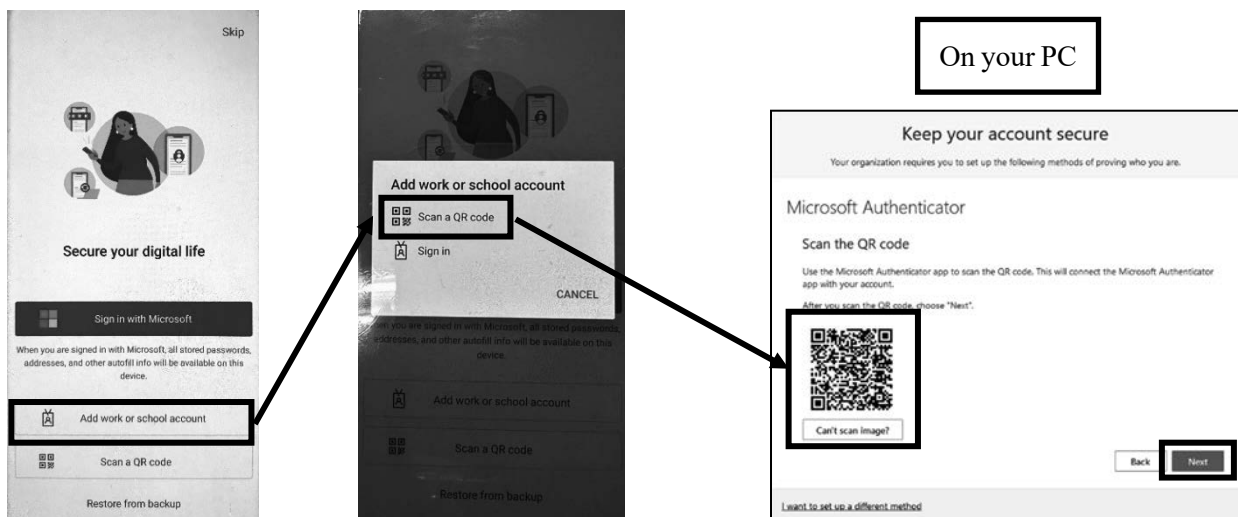 Skip
Secure your digital life
Sign in with Microsoft
When you are signed in with Microsoft, all stored passwords,
addresses, and other autofill info will be available on this
device.
Add work or school account
Scan a QR code
Restore from backup
Add work or school account
Scan a QR code
Sign in
CANCEL
en you are signed in with Microsoft, all stored passwords,
addresses, and other autofill info will be available on this
device.
Add work or school account
Scan a QR code
Restore from backup
On your PC
Keep your account secure
Your organization requires you to set up the following methods of proving who you are.
Microsoft Authenticator
Scan the QR code
Use the Microsoft Authenticator app to scan the QR code. This will connect the Microsoft Authenticator
app with your account.
After you scan the QR code, choose "Next".
Can't scan image?
Back
Next
I want to set up a different method